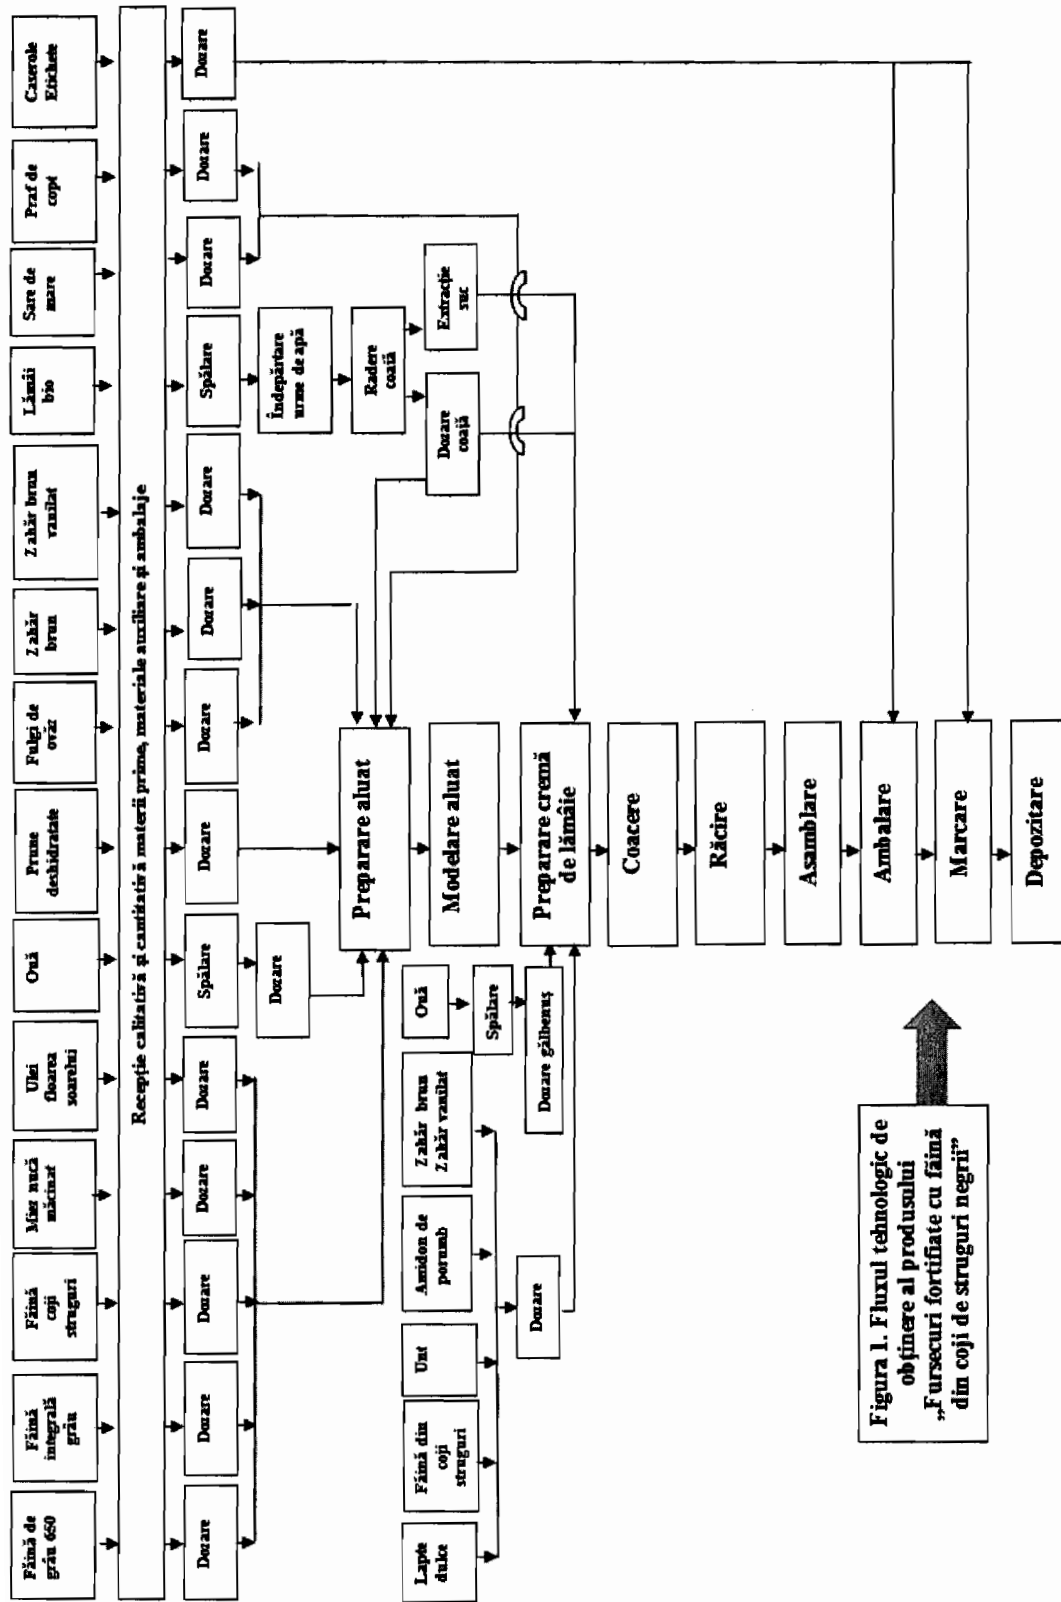 Făină de
grâu 650
Făină
integrală
grâu
Făină
coji
struguri
Miez nucă
măcinat
Ulei
floarea
soarelui
Ouă
Prune
deshidratate
Fulgi de
ovăz
Zahăr
brun
Zahăr brun
vanilat
Lămâi
bio
Sare de
mare
Praf de
copt
Caserole
Etichete
Recepție calitativă și cantitativă materii prime, materiale auxiliare și ambalaje
Dozare
Dozare
Dozare
Dozare
Dozare
Spălare
Dozare
Dozare
Dozare
Dozare
Spălare
Dozare
Dozare
Dozare
Dozare
Îndepărtare
urme de apă
Radere
coajă
Dozare
coajă
Extracție
suc
Preparare aluat
Modelare aluat
Lapte
dulce
Făină din
coji
struguri
Unt
Amidon de
porumb
Zahăr brun
Zahăr vanilat
Ouă
Spălare
Dozare gălbenuș
Dozare
Preparare cremă
de lămâie
Coacere
Răcire
Asamblare
Ambalare
Marcare
Depozitare
Figura 1. Fluxul tehnologic de
obținere al produsului
„Fursecuri fortifiate cu făină
din coji de struguri negrii”